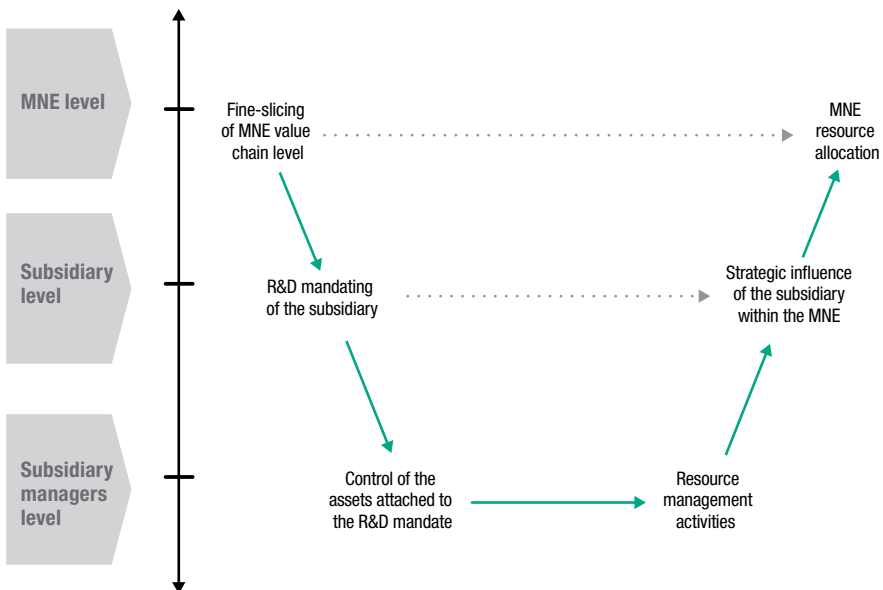 MNE level
Fine-slicing
of MNE value
chain level
MNE
resource
allocation
Subsidiary
level
R&D mandating
of the subsidiary
Strategic influence
of the subsidiary
within the MNE
Subsidiary
managers
level
Control of the
assets attached to
the R&D mandate
Resource
management
activities